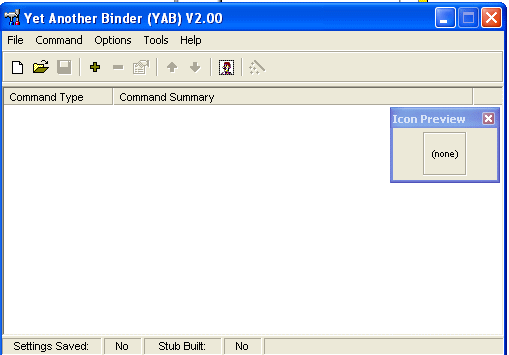 Yet Another Binder (YAB) V2.00
File Command Options Tools Help
Command Type Command Summary
Icon Preview
(none)
Settings Saved: No Stub Built: No